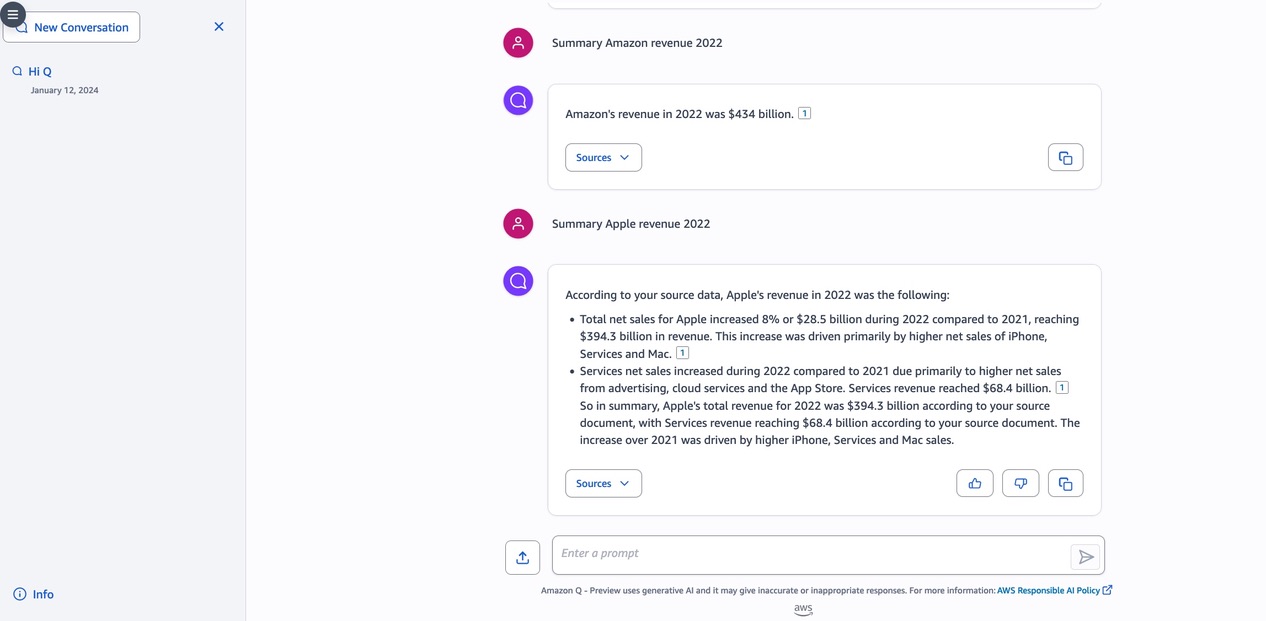 New Conversation
Hi Q
January 12, 2024
Summary Amazon revenue 2022
Amazon's revenue in 2022 was $434 billion. 1
Sources
Summary Apple revenue 2022
According to your source data, Apple's revenue in 2022 was the following:
• Total net sales for Apple increased 8% or $28.5 billion during 2022 compared to 2021, reaching
$394.3 billion in revenue. This increase was driven primarily by higher net sales of iPhone,
Services and Mac. 1
• Services net sales increased during 2022 compared to 2021 due primarily to higher net sales
from advertising, cloud services and the App Store. Services revenue reached $68.4 billion. 1
So in summary, Apple's total revenue for 2022 was $394.3 billion according to your source
document, with Services revenue reaching $68.4 billion according to your source document. The
increase over 2021 was driven by higher iPhone, Services and Mac sales.
Sources
Enter a prompt
Amazon Q - Preview uses generative AI and it may give inaccurate or inappropriate responses. For more information: AWS Responsible AI Policy
aws
Info